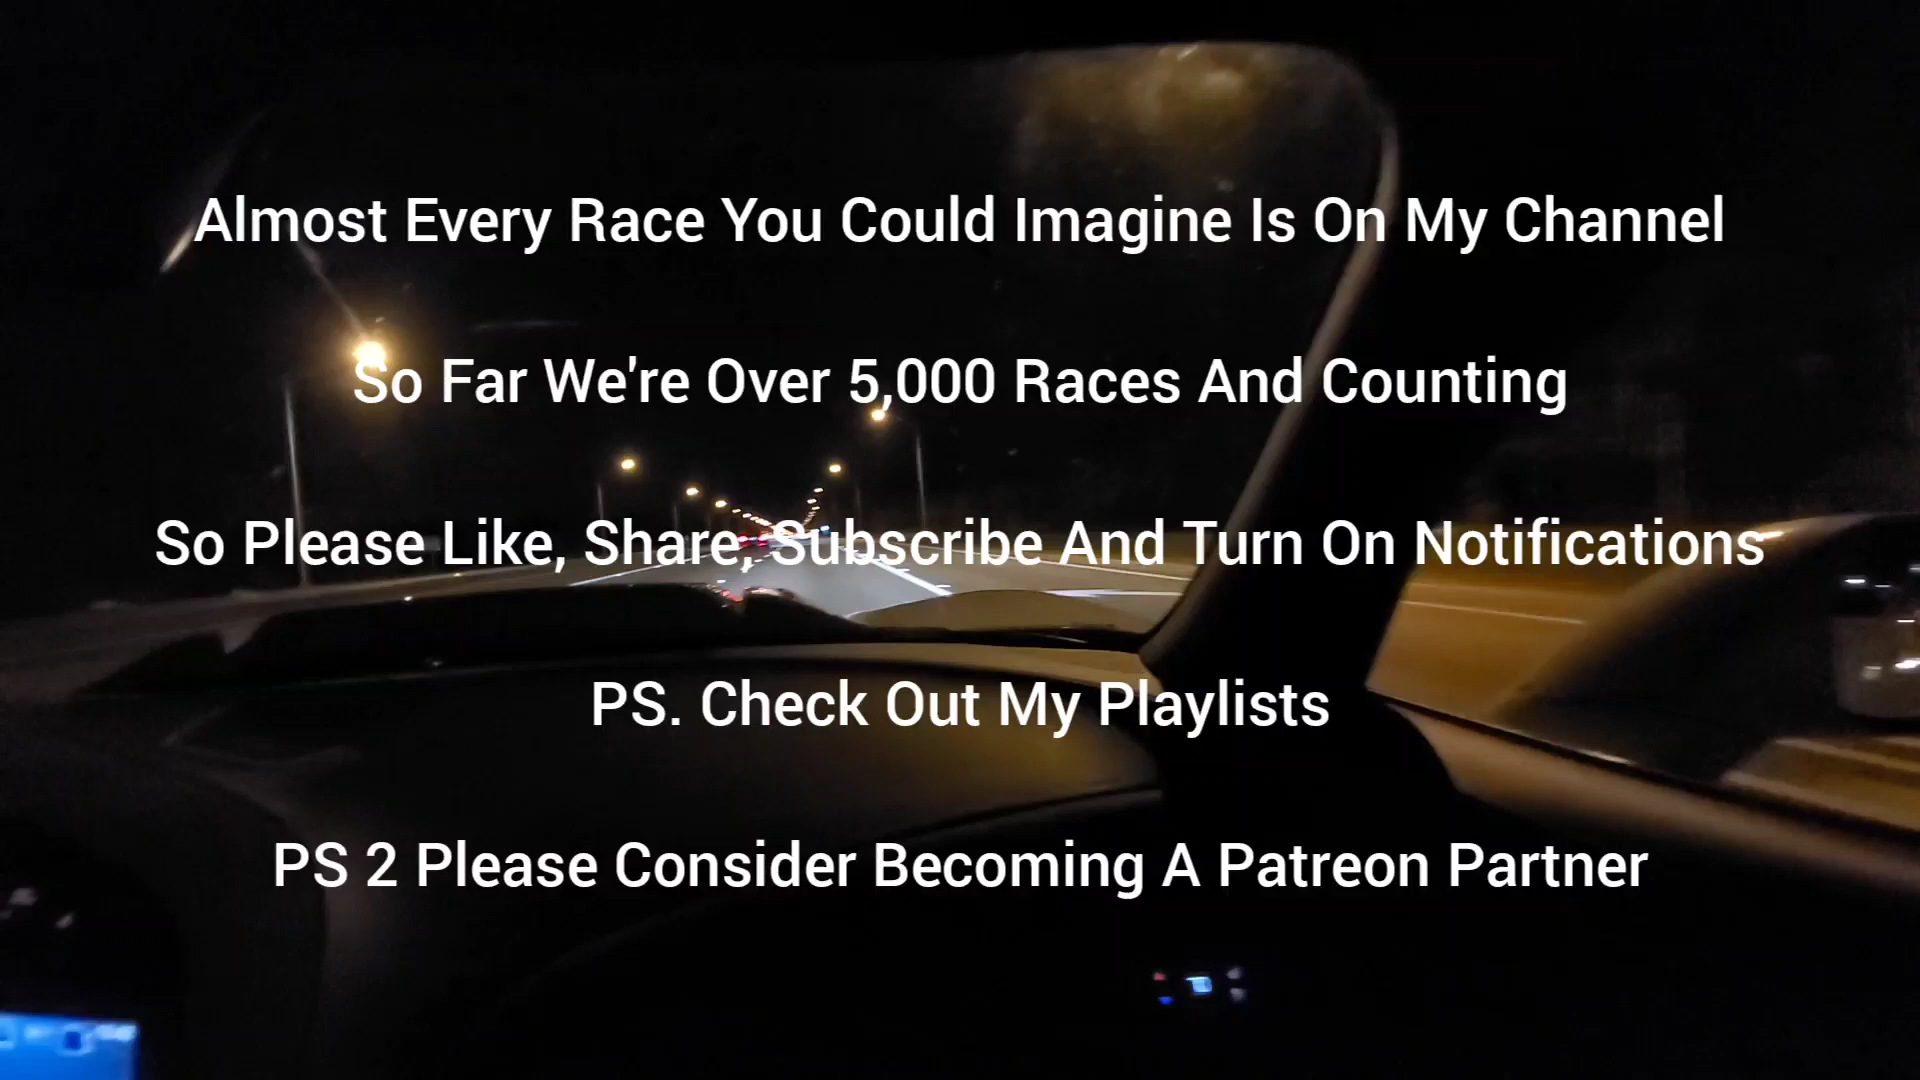 Almost Every Race You Could Imagine Is On My Channel
So Far We're Over 5,000 Races And Counting
So Please Like, Share, Subscribe And Turn On Notifications
PS. Check Out My Playlists
PS 2 Please Consider Becoming A Patreon Partner